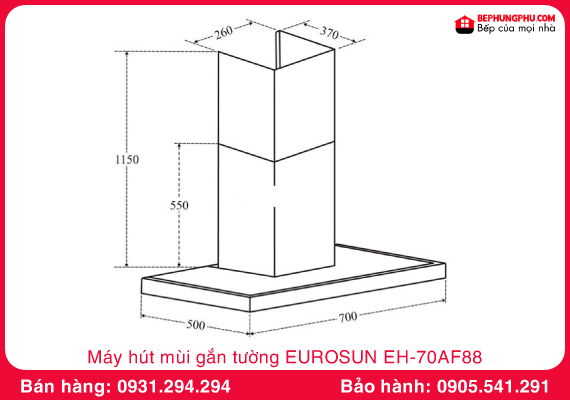 BEPHUNGPHU.COM
Bếp của mọi nhà
260
370
1150
550
500
700
Máy hút mùi gắn tường EUROSUN EH-70AF88
Bán hàng: 0931.294.294
Bảo hành: 0905.541.291